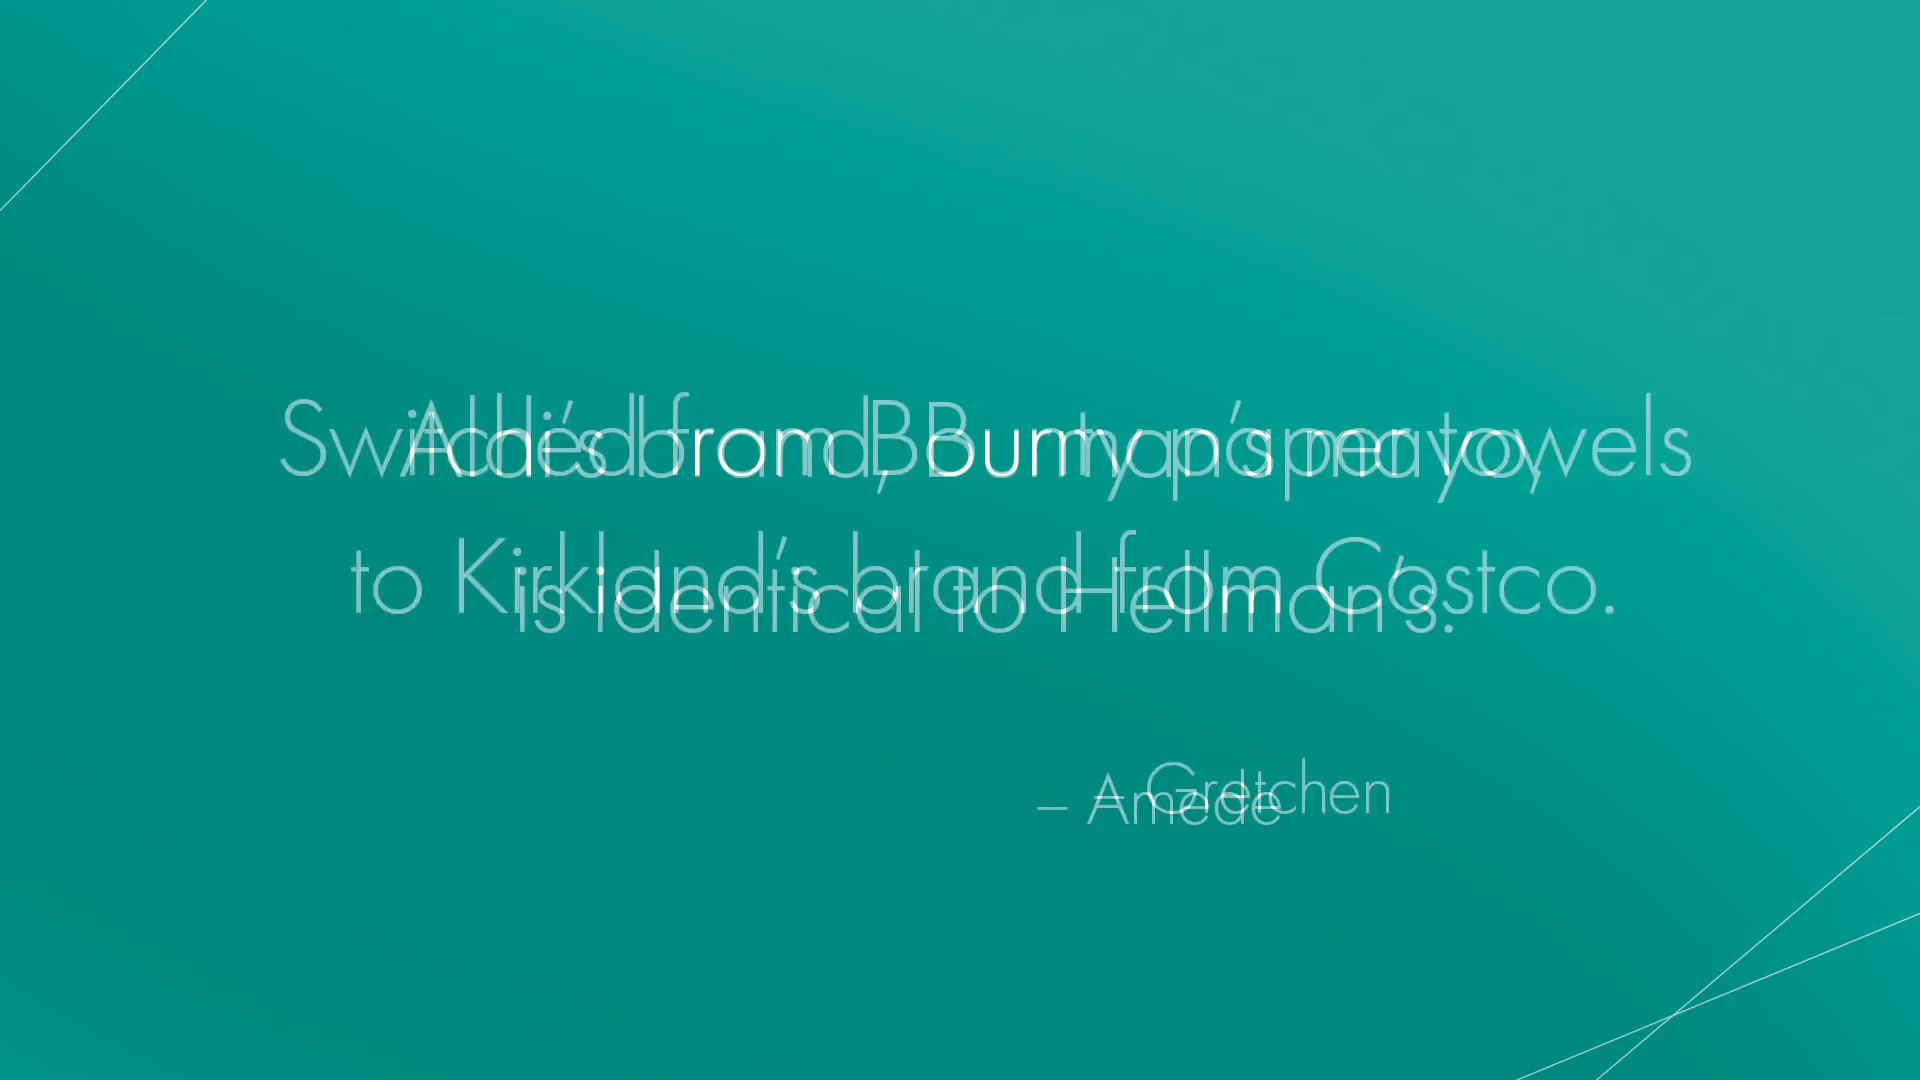 Switched from Bounty paper towels
to Kirkland's brand from Costco.
– Gretchen
Aldi's brand, Burman's mayo,
is identical to Hellman's.
– Amede